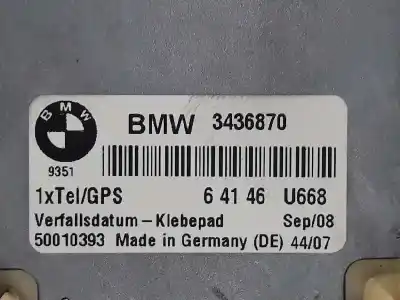 BMW
BMW 3436870
9351
1xTel/GPS 6 41 46 U668
Verfallsdatum - Klebepad Sep/08
50010393 Made in Germany (DE) 44/07